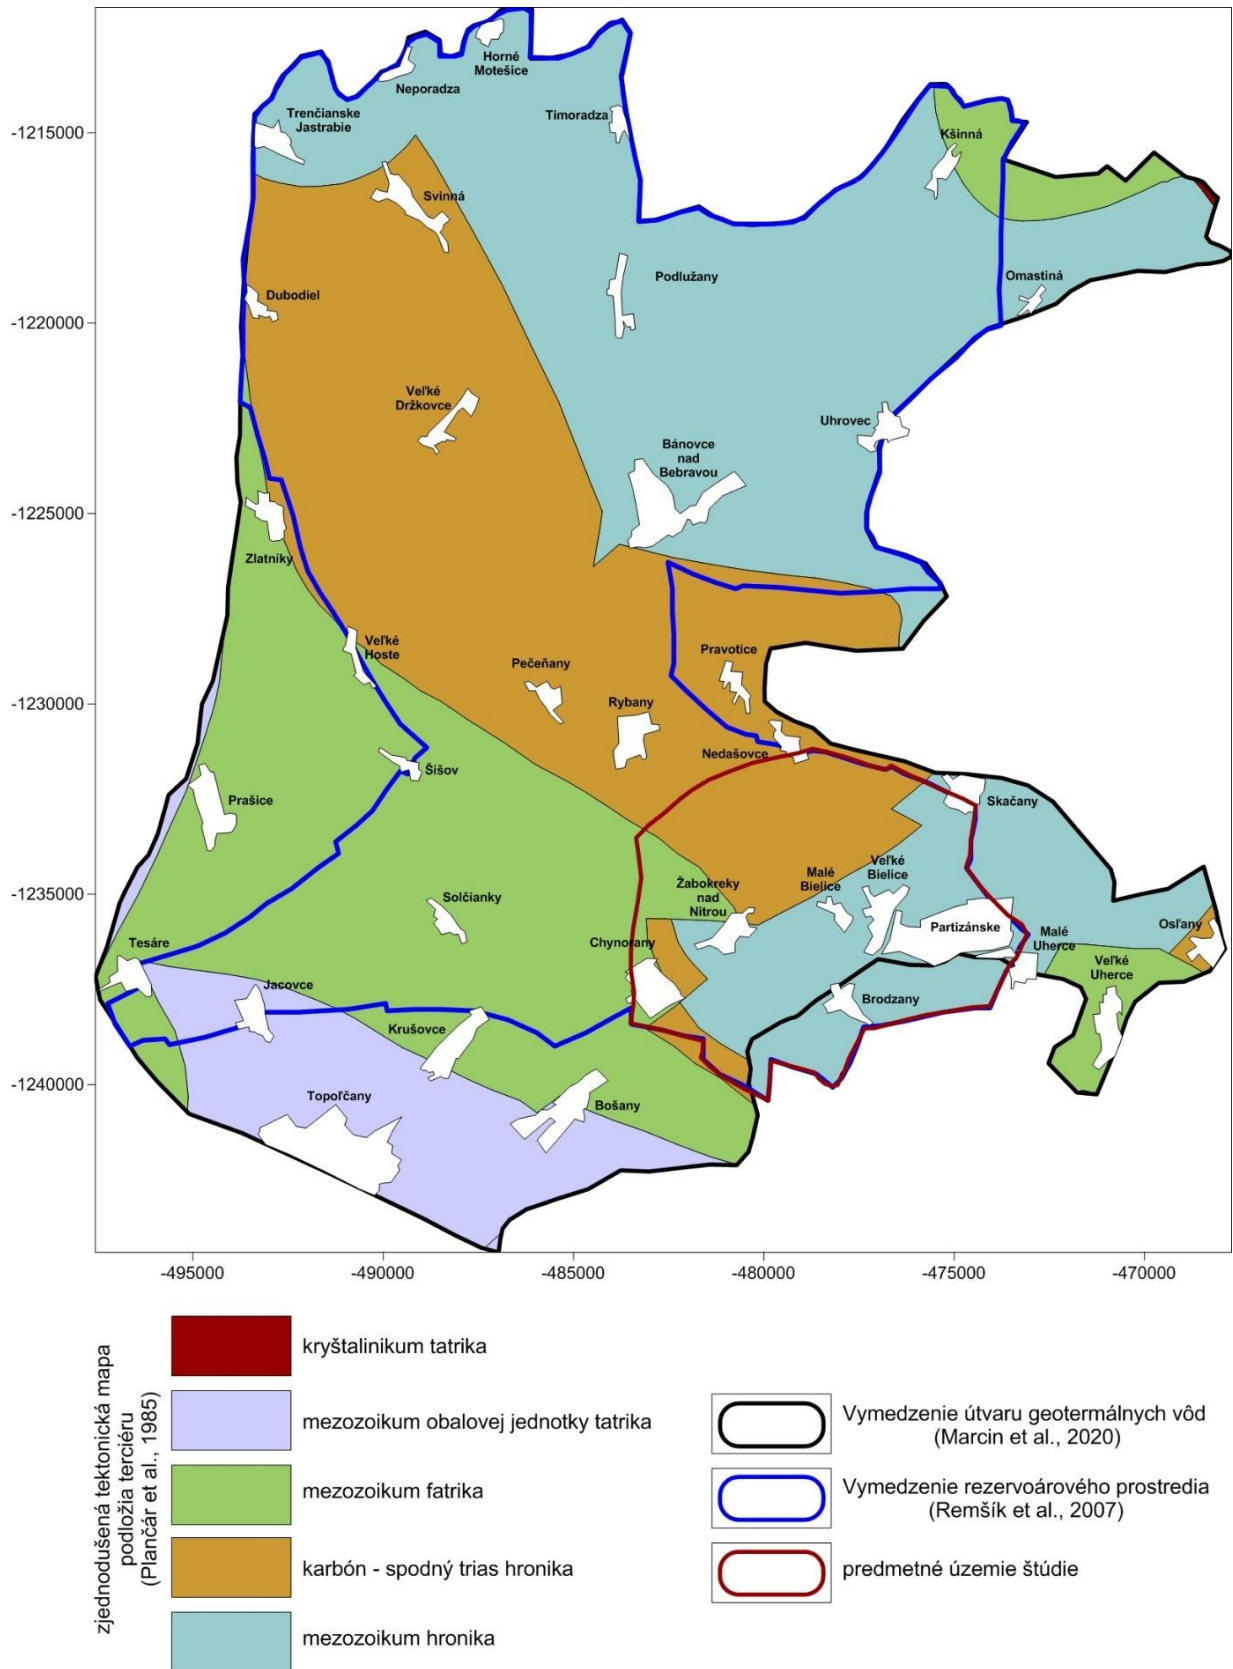 Horné
Motešice
Neporadza
Trenčianske
Jastrabie
Timoradza
-1215000
Kšinná
Svinná
Podlužany
Omastiná
Dubodiel
-1220000
Veľké
Držkovce
Uhrovec
Bánovce
nad
Bebravou
-1225000
Zlatníky
Veľké
Hoste
Pečeňany
Pravotice
Rybany
-1230000
Nedašovce
Šišov
Prašice
Skačany
-1235000
Solčianky
Žabokreky
nad
Nitrou
Malé
Bielice
Veľké
Bielice
Partizánske
Malé
Uherce
Osľany
Tesáre
Chynorany
Veľké
Uherce
Jacovce
Brodzany
Krušovce
-1240000
Topoľčany
Bošany
-495000
-490000
-485000
-480000
-475000
-470000
zjednodušená tektonická mapa
podložia terciéru
(Plančár et al., 1985)
kryštalinikum tatrika
mezozoikum obalovej jednotky tatrika
mezozoikum fatrika
karbón - spodný trias hronika
mezozoikum hronika
Vymedzenie útvaru geotermálnych vôd
(Marcin et al., 2020)
Vymedzenie rezervoárového prostredia
(Remšík et al., 2007)
predmetné územie štúdie